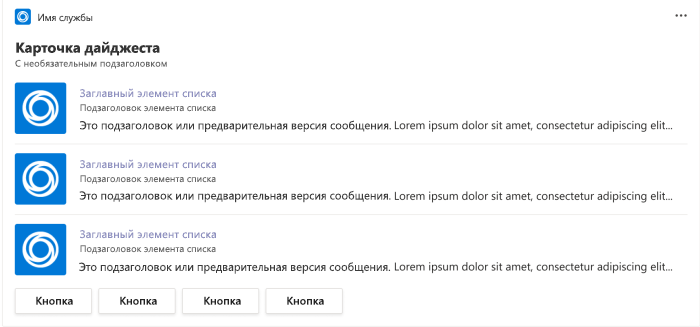 Имя службы
Карточка дайджеста
С необязательным подзаголовком
Заглавный элемент списка
Подзаголовок элемента списка
Это подзаголовок или предварительная версия сообщения. Lorem ipsum dolor sit amet, consectetur adipiscing elit...
Заглавный элемент списка
Подзаголовок элемента списка
Это подзаголовок или предварительная версия сообщения. Lorem ipsum dolor sit amet, consectetur adipiscing elit...
Заглавный элемент списка
Подзаголовок элемента списка
Это подзаголовок или предварительная версия сообщения. Lorem ipsum dolor sit amet, consectetur adipiscing elit...
Кнопка Кнопка Кнопка Кнопка